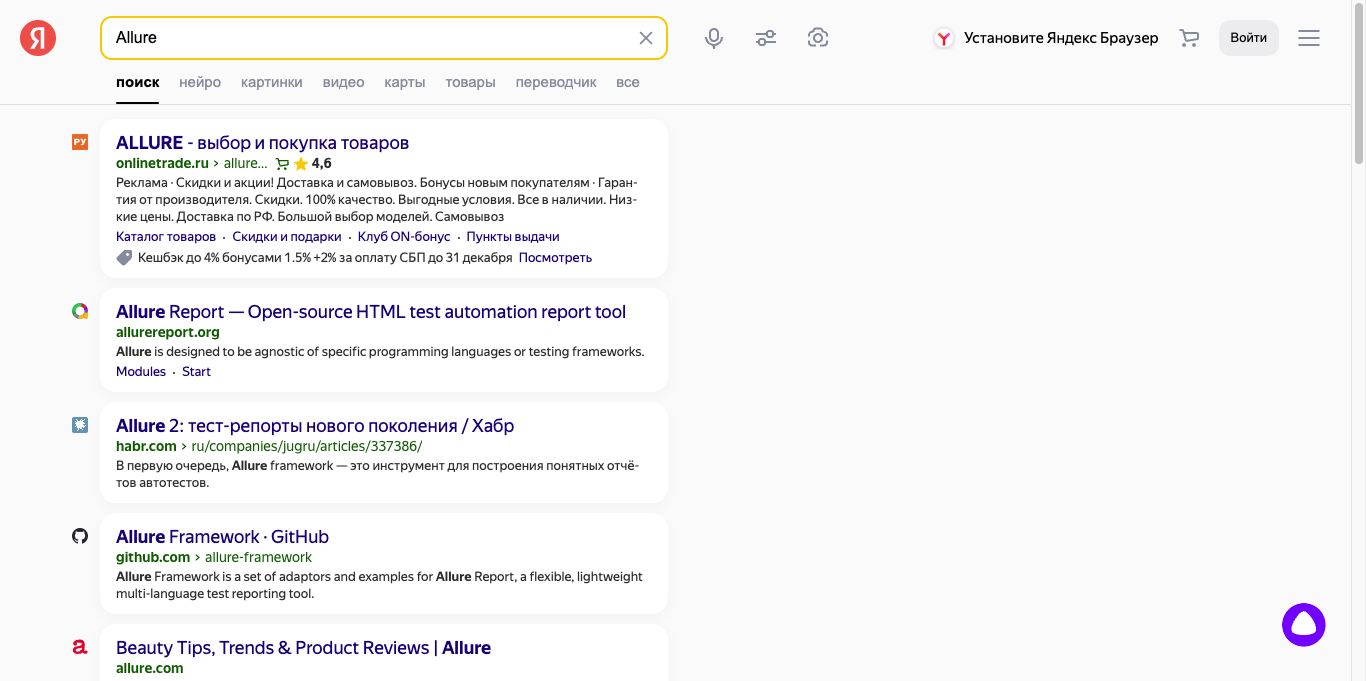 Я
Allure
Установите Яндекс Браузер
Войти
поиск нейро картинки видео карты товары переводчик все
РУ
ALLURE - выбор и покупка товаров
onlinetrade.ru › allure... 4,6
Реклама · Скидки и акции! Доставка и самовывоз. Бонусы новым покупателям · Гаран-
тия от производителя. Скидки. 100% качество. Выгодные условия. Все в наличии. Низ-
кие цены. Доставка по РФ. Большой выбор моделей. Самовывоз
Каталог товаров · Скидки и подарки · Клуб ON-бонус · Пункты выдачи
Кешбэк до 4% бонусами 1.5% +2% за оплату СБП до 31 декабря Посмотреть
Allure Report — Open-source HTML test automation report tool
allurereport.org
Allure is designed to be agnostic of specific programming languages or testing frameworks.
Modules · Start
Allure 2: тест-репорты нового поколения / Хабр
habr.com › ru/companies/jugru/articles/337386/
В первую очередь, Allure framework — это инструмент для построения понятных отчё-
тов автотестов.
Allure Framework · GitHub
github.com › allure-framework
Allure Framework is a set of adaptors and examples for Allure Report, a flexible, lightweight
multi-language test reporting tool.
a
Beauty Tips, Trends & Product Reviews | Allure
allure.com